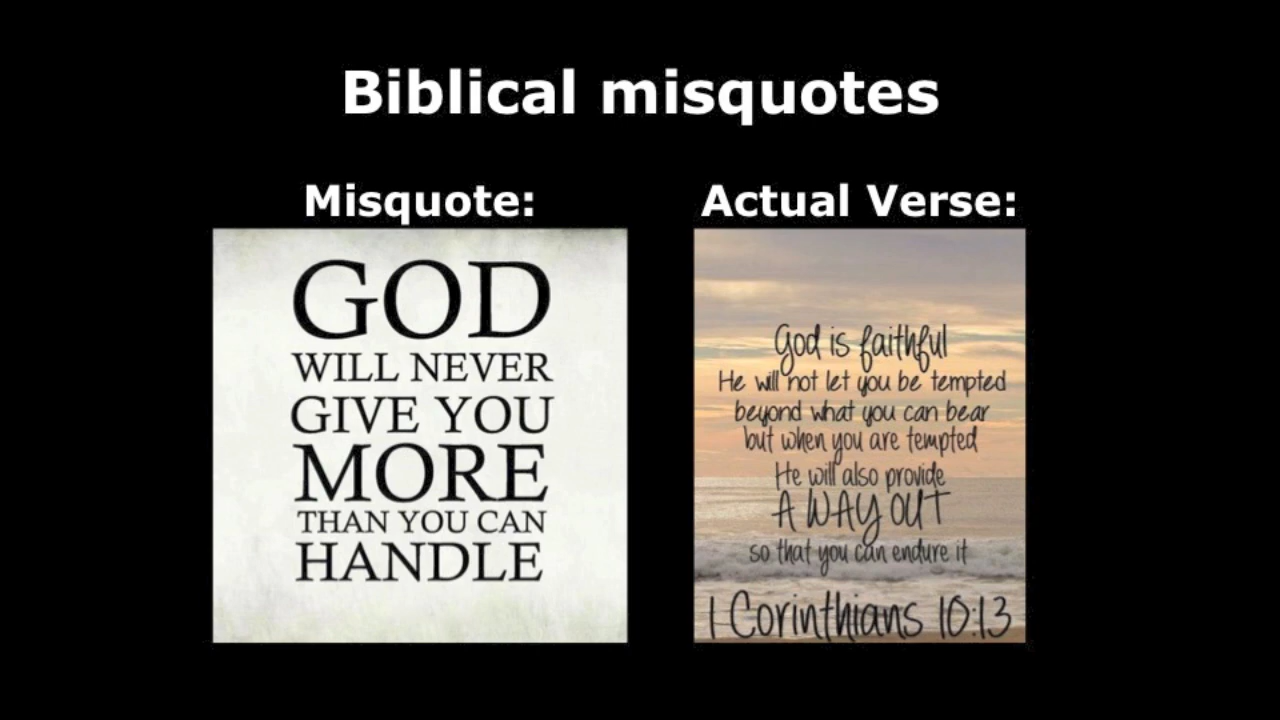 Biblical misquotes
Misquote:
GOD
WILL NEVER
GIVE YOU
MORE
THAN YOU CAN
HANDLE
Actual Verse:
God is faithful
He will not let you be tempted
beyond what you can bear
but when you are tempted
He will also provide
A WAY OUT
so that you can endure it
1 Corinthians 10:13